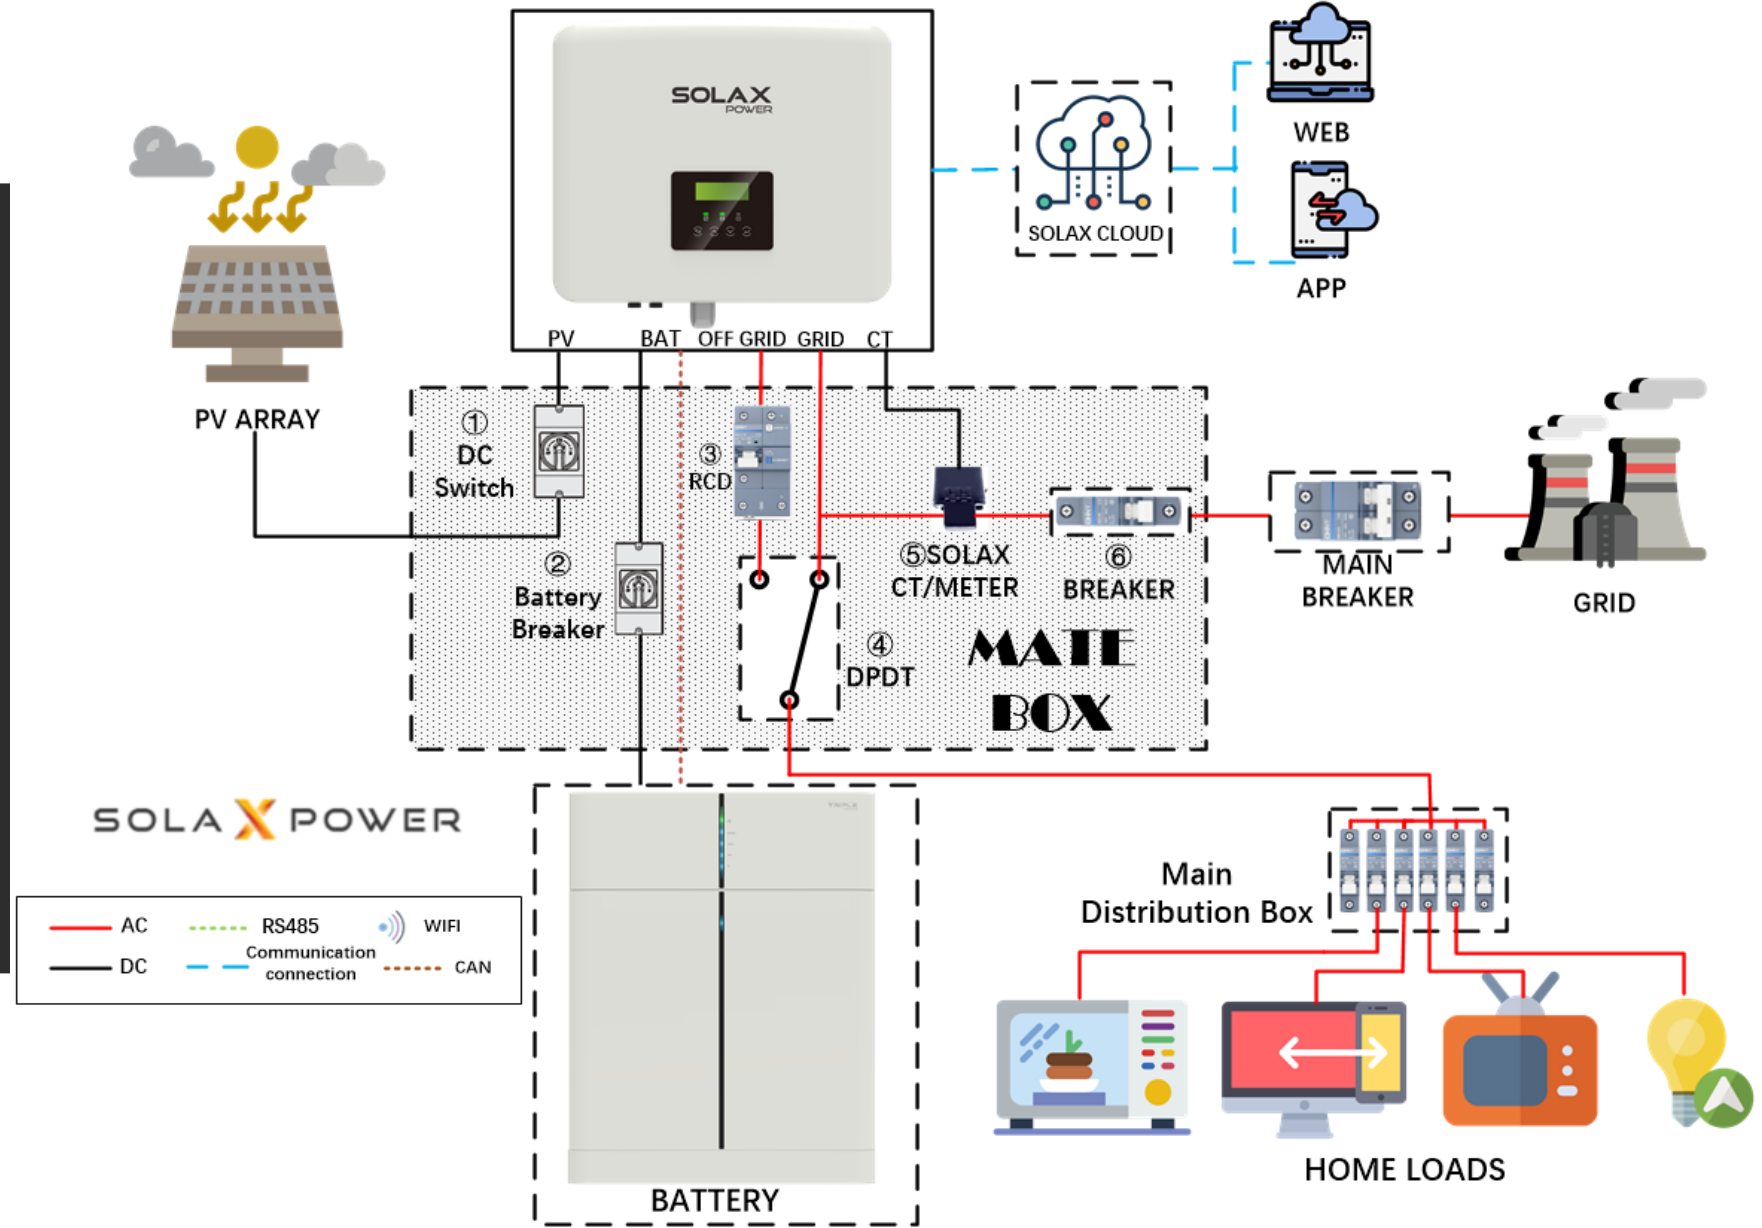 SOLAX
POWER
WEB
SOLAX CLOUD
APP
PV BAT OFF GRID GRID CT
PV ARRAY
①
DC
Switch
②
Battery
Breaker
③
RCD
④
DPDT
⑤SOLAX
CT/METER
⑥
BREAKER
MATE
BOX
MAIN
BREAKER
GRID
SOLAX POWER
AC
RS485
WIFI
DC
Communication
connection
CAN
Main
Distribution Box
BATTERY
HOME LOADS